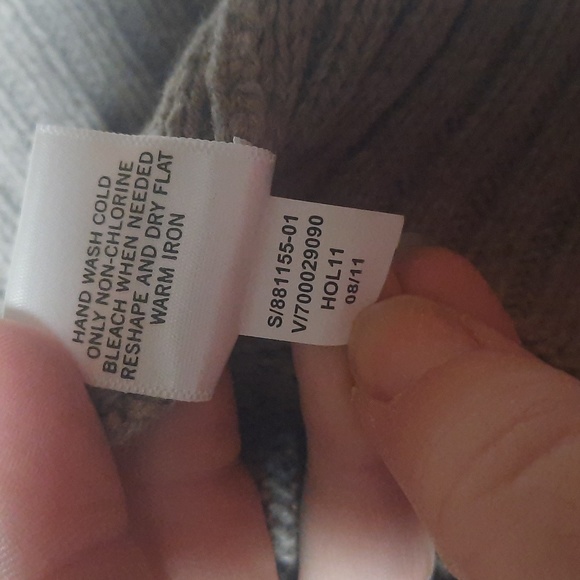 HAND WASH COLD
ONLY NON-CHLORINE
BLEACH WHEN NEEDED
RESHAPE AND DRY FLAT
WARM IRON
S/881155-01
V/700029090
HOL11
08/11